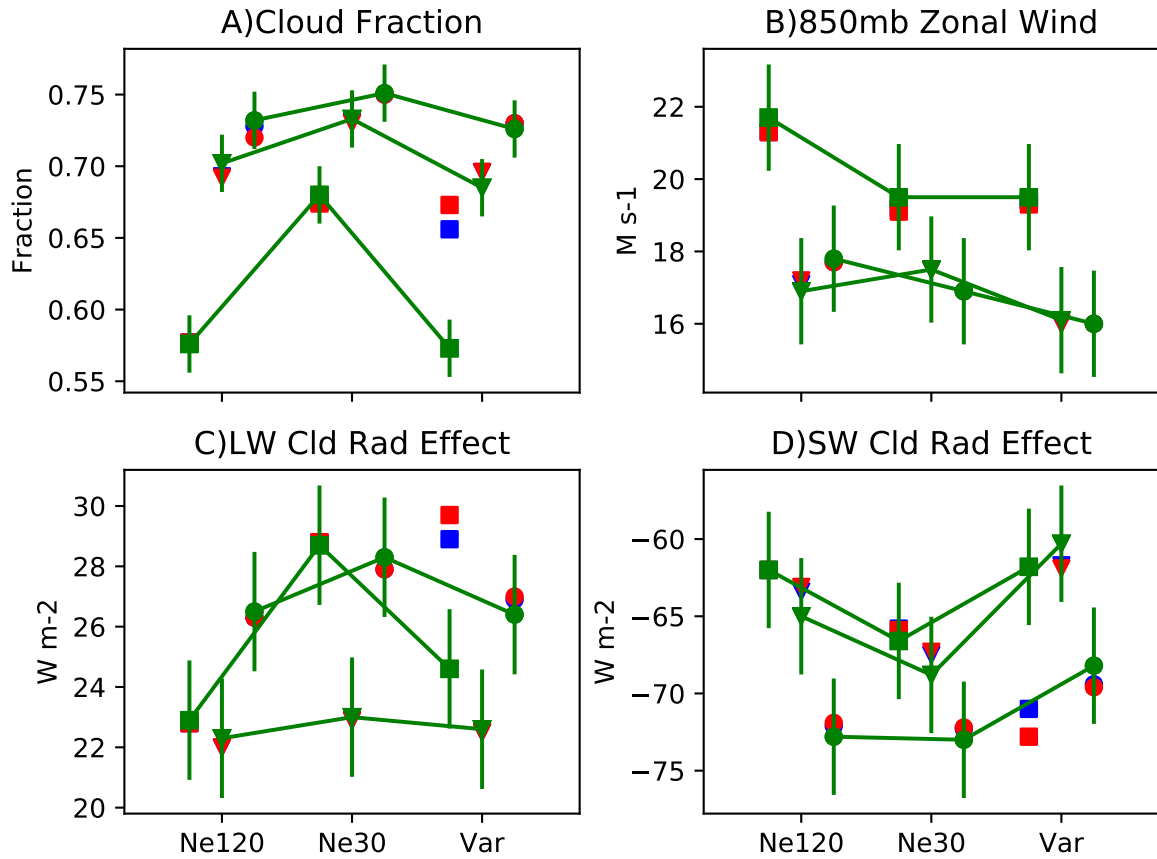 A)Cloud Fraction
Fraction
0.75
0.70
0.65
0.60
0.55
B)850mb Zonal Wind
M s-1
22
20
18
16
C)LW Cld Rad Effect
W m-2
30
28
26
24
22
20
Ne120 Ne30 Var
D)SW Cld Rad Effect
W m-2
−60
−65
−70
−75
Ne120 Ne30 Var